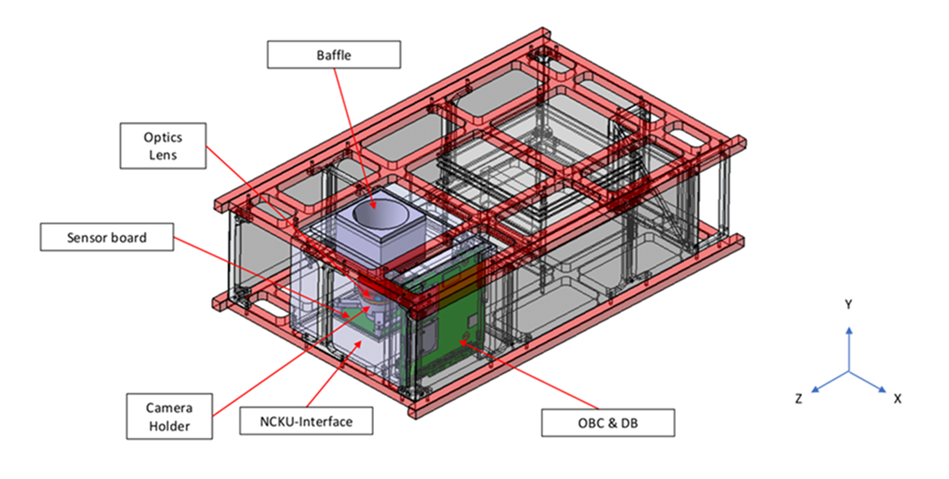 Baffle
Optics
Lens
Sensor board
Camera
Holder
NCKU-Interface
OBC & DB
Y
Z
X